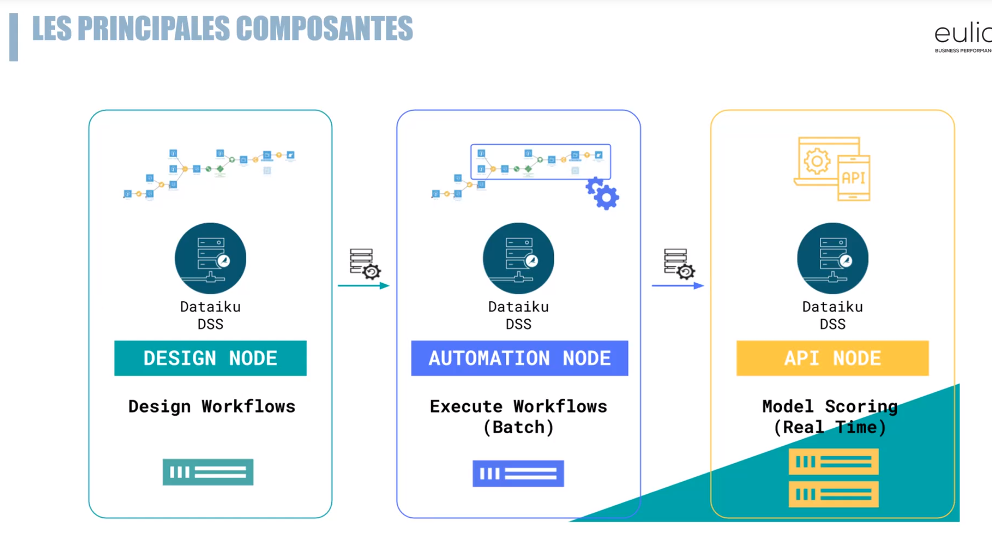 LES PRINCIPALES COMPOSANTES
API
Dataiku
DSS
DESIGN NODE
Design Workflows
Dataiku
DSS
AUTOMATION NODE
Execute Workflows
(Batch)
Dataiku
DSS
API NODE
Model Scoring
(Real Time)